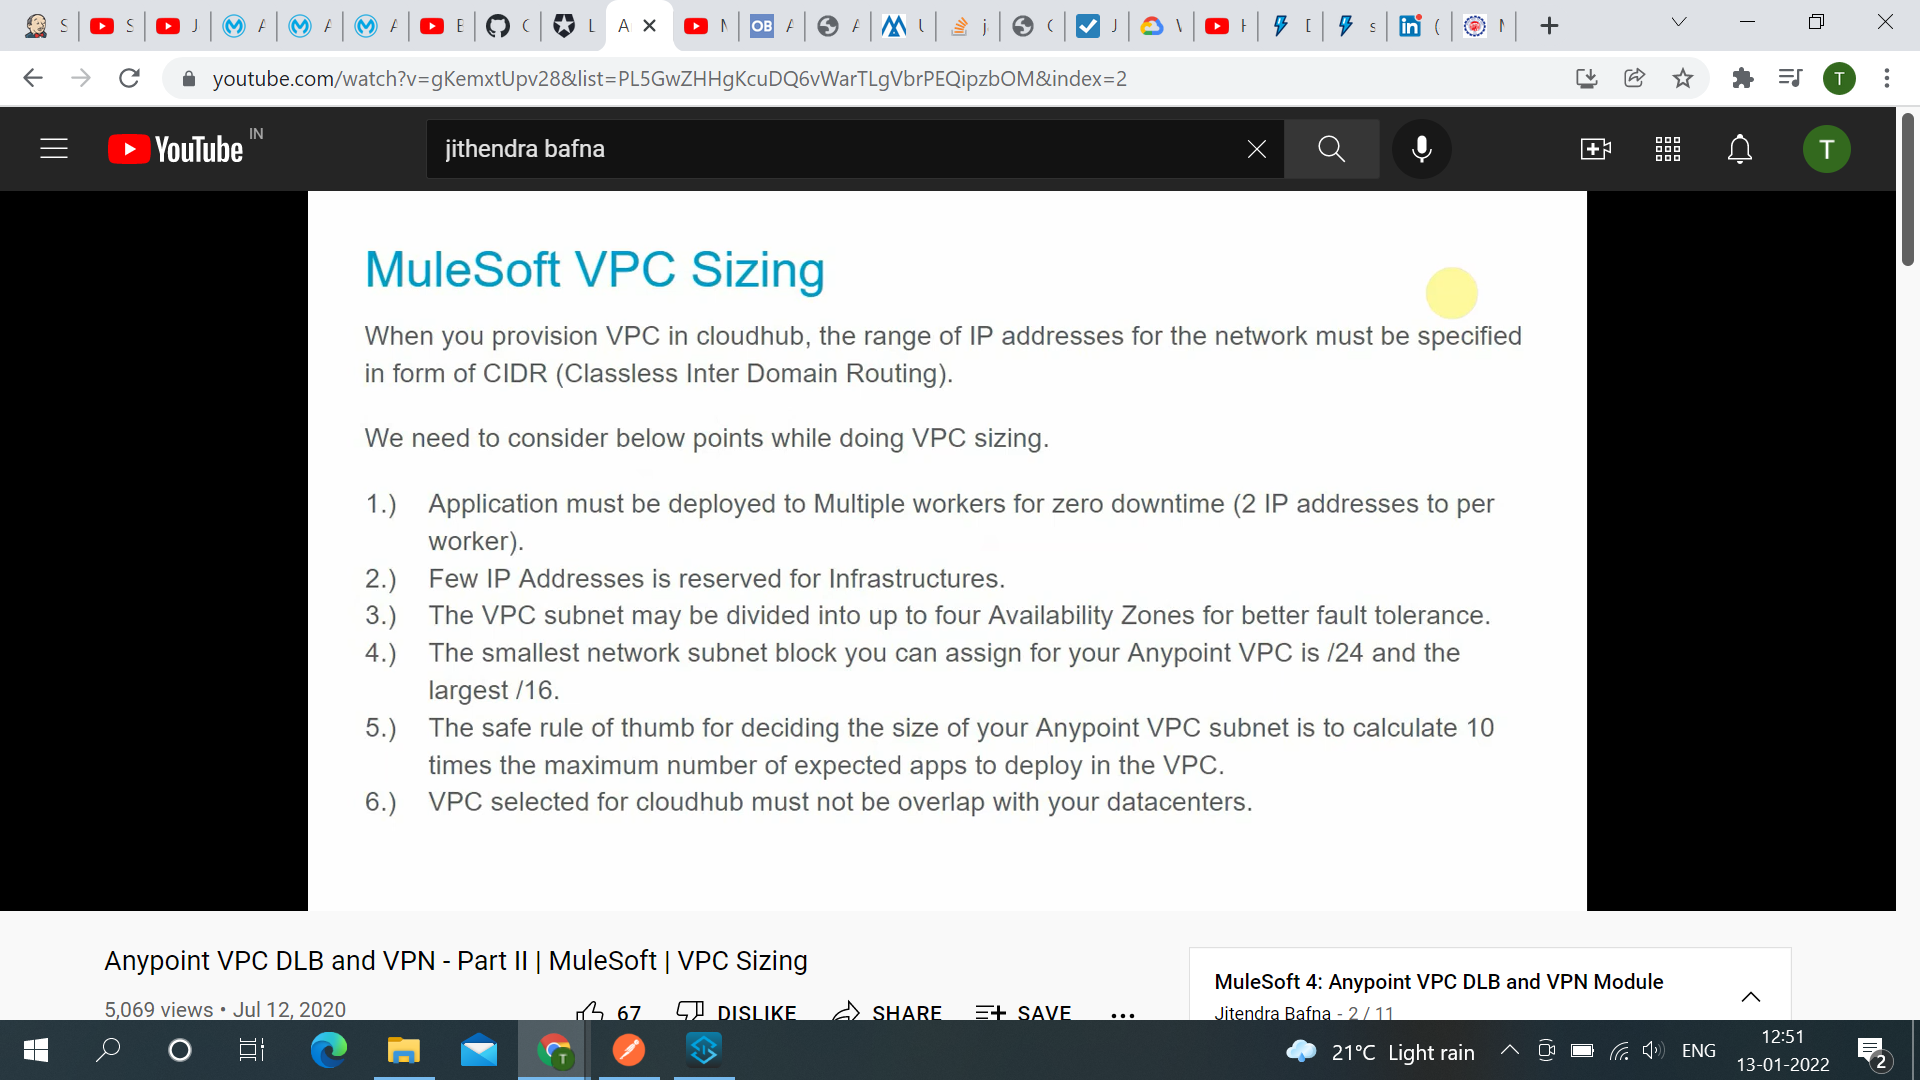 youtube.com/watch?v=gKemxtUpv28&list=PL5GwZHHgKcuDQ6vWarTLgVbrPEQipzbOM&index=2
T
YouTube IN
jithendra bafna
T
MuleSoft VPC Sizing
When you provision VPC in cloudhub, the range of IP addresses for the network must be specified
in form of CIDR (Classless Inter Domain Routing).
We need to consider below points while doing VPC sizing.
1.) Application must be deployed to Multiple workers for zero downtime (2 IP addresses to per
worker).
2.) Few IP Addresses is reserved for Infrastructures.
3.) The VPC subnet may be divided into up to four Availability Zones for better fault tolerance.
4.) The smallest network subnet block you can assign for your Anypoint VPC is /24 and the
largest /16.
5.) The safe rule of thumb for deciding the size of your Anypoint VPC subnet is to calculate 10
times the maximum number of expected apps to deploy in the VPC.
6.) VPC selected for cloudhub must not be overlap with your datacenters.
Anypoint VPC DLB and VPN - Part II | MuleSoft | VPC Sizing
5,069 views • Jul 12, 2020
67 DISLIKE SHARE SAVE ...
MuleSoft 4: Anypoint VPC DLB and VPN Module
Jitendra Bafna - 2 / 11
T
21°C Light rain
ENG
12:51
13-01-2022
2